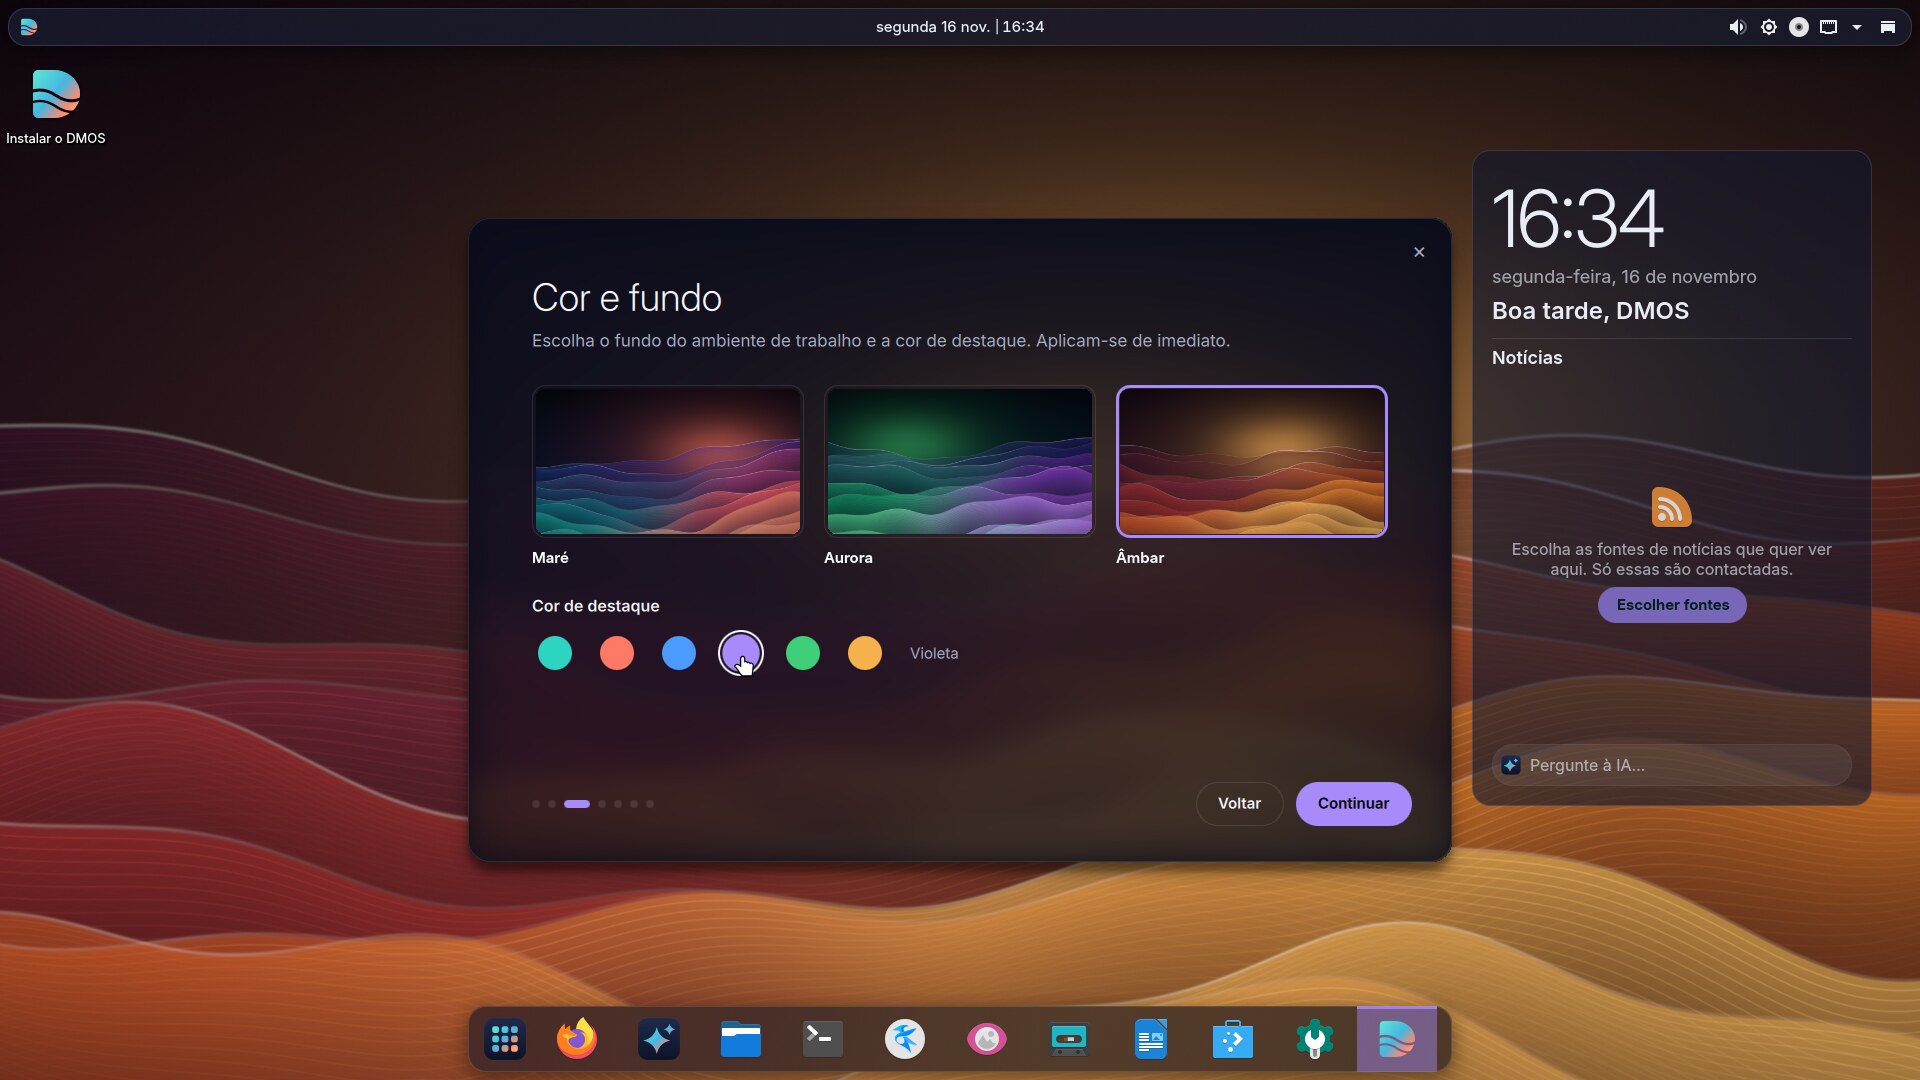 segunda 16 nov. | 16:34
Instalar o DMOS
16:34
segunda-feira, 16 de novembro
Boa tarde, DMOS
Notícias
Escolha as fontes de notícias que quer ver
aqui. Só essas são contactadas.
Escolher fontes
Pergunte à IA...
Cor e fundo
Escolha o fundo do ambiente de trabalho e a cor de destaque. Aplicam-se de imediato.
Maré
Aurora
Âmbar
Cor de destaque
Violeta
Voltar
Continuar